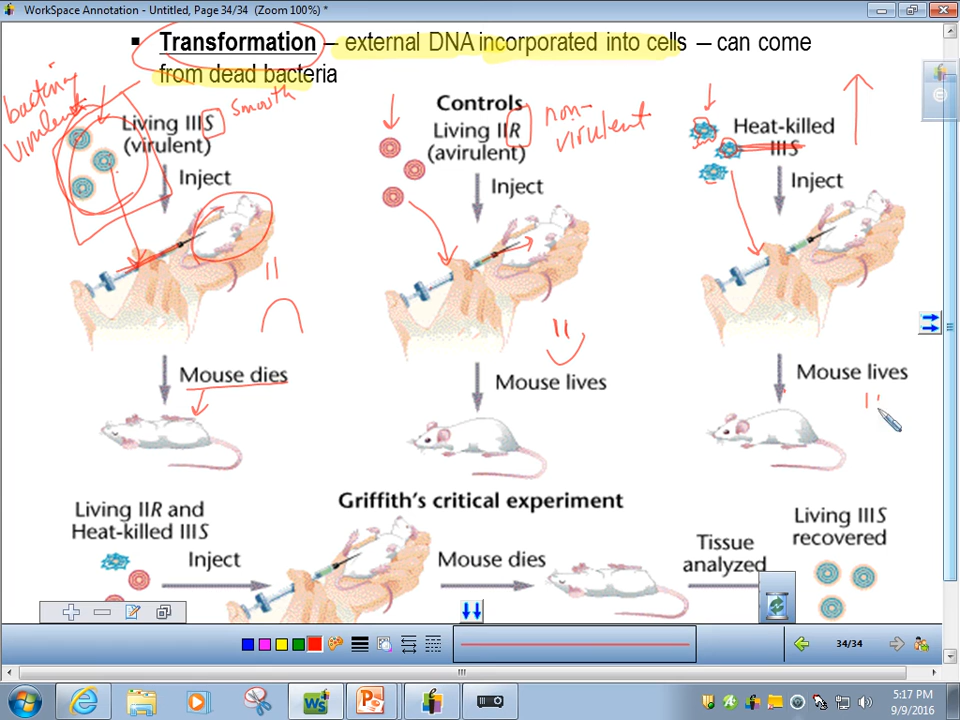 WorkSpace Annotation - Untitled, Page 34/34 (Zoom 100%) *
▪ Transformation – external DNA incorporated into cells – can come
from dead bacteria
bacteria
virulent
Living IIIS
(virulent)
smooth
Inject
Mouse dies
Controls
Living IIR
(avirulent)
non-
virulent
Inject
Mouse lives
Heat-killed
IIIS
Inject
Mouse lives
Griffith's critical experiment
Living IIR and
Heat-killed IIIS
Inject
Mouse dies
Tissue
analyzed
Living IIIS
recovered
34/34
5:17 PM
9/9/2016